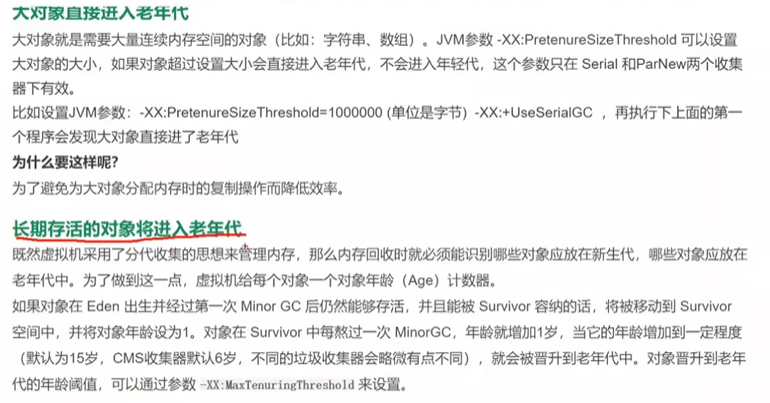 大对象直接进入老年代
大对象就是需要大量连续内存空间的对象（比如：字符串、数组）。JVM参数 -XX:PretenureSizeThreshold 可以设置
大对象的大小，如果对象超过设置大小会直接进入老年代，不会进入年轻代，这个参数只在 Serial 和ParNew两个收集
器下有效。
比如设置JVM参数：-XX:PretenureSizeThreshold=1000000 (单位是字节) -XX:+UseSerialGC ，再执行下上面的第一
个程序会发现大对象直接进了老年代
为什么要这样呢?
为了避免为大对象分配内存时的复制操作而降低效率。
长期存活的对象将进入老年代
既然虚拟机采用了分代收集的思想来管理内存，那么内存回收时就必须能识别哪些对象应放在新生代，哪些对象应放在
老年代中。为了做到这一点，虚拟机给每个对象一个对象年龄（Age）计数器。
如果对象在 Eden 出生并经过第一次 Minor GC 后仍然能够存活，并且能被 Survivor 容纳的话，将被移动到 Survivor
空间中，并将对象年龄设为1。对象在 Survivor 中每熬过一次 MinorGC，年龄就增加1岁，当它的年龄增加到一定程度
（默认为15岁，CMS收集器默认6岁，不同的垃圾收集器会略微有点不同），就会被晋升到老年代中。对象晋升到老年
代的年龄阈值，可以通过参数 -XX:MaxTenuringThreshold 来设置。